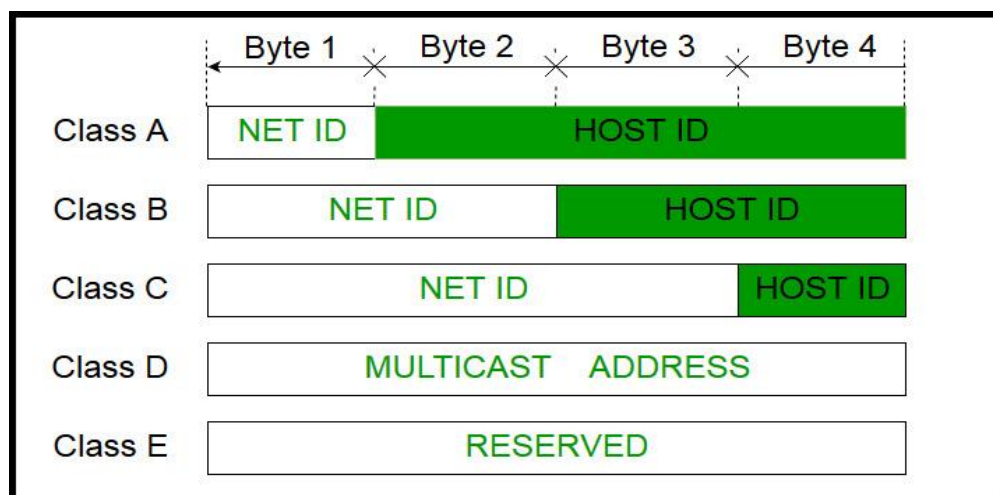 Byte 1 Byte 2 Byte 3 Byte 4
Class A NET ID HOST ID
Class B NET ID HOST ID
Class C NET ID HOST ID
Class D MULTICAST ADDRESS
Class E RESERVED